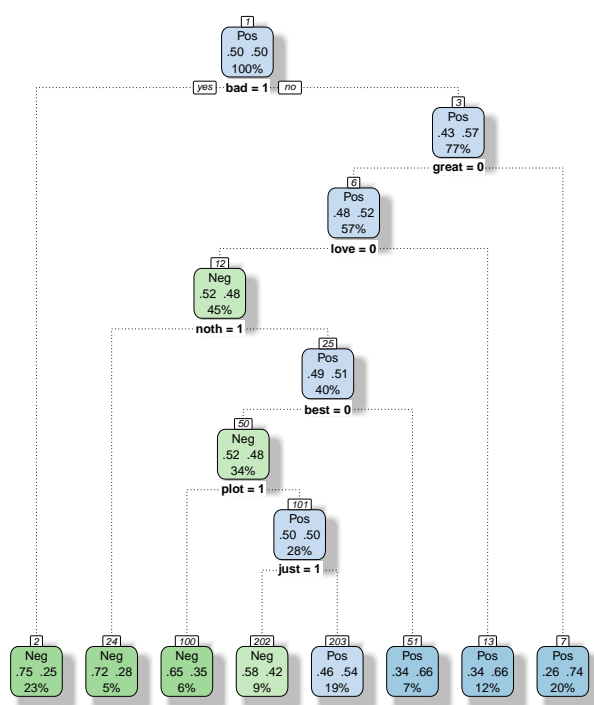 1
Pos
.50 .50
100%
yes bad = 1 no
3
Pos
.43 .57
77%
great = 0
6
Pos
.48 .52
57%
love = 0
12
Neg
.52 .48
45%
noth = 1
25
Pos
.49 .51
40%
best = 0
50
Neg
.52 .48
34%
plot = 1
101
Pos
.50 .50
28%
just = 1
2
Neg
.75 .25
23%
24
Neg
.72 .28
5%
100
Neg
.65 .35
6%
202
Neg
.58 .42
9%
203
Pos
.46 .54
19%
51
Pos
.34 .66
7%
13
Pos
.34 .66
12%
7
Pos
.26 .74
20%